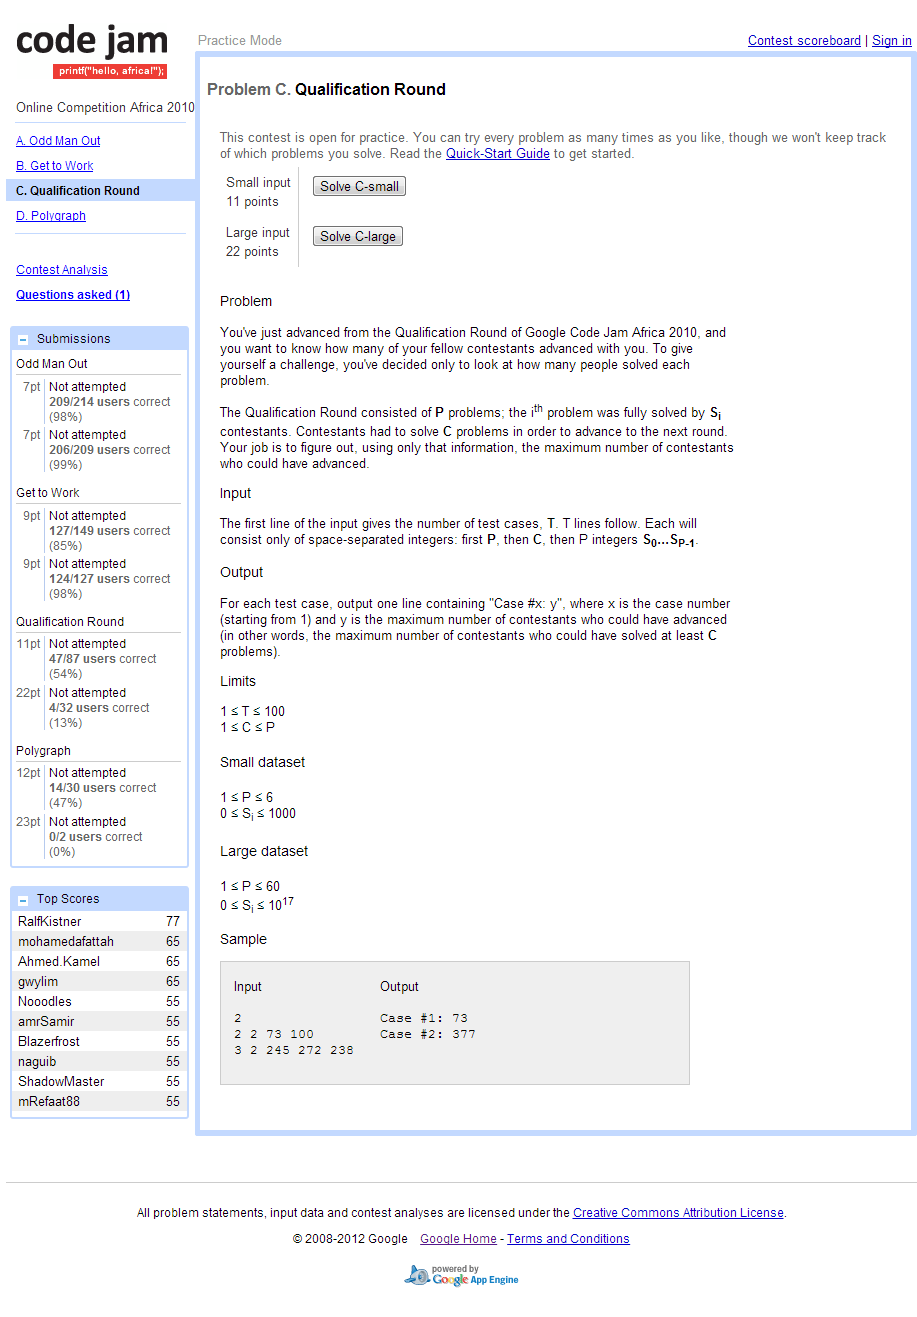 code jam
printf("hello, africa!");
Practice Mode
Contest scoreboard | Sign in
Online Competition Africa 2010
A. Odd Man Out
B. Get to Work
C. Qualification Round
D. Polygraph
Contest Analysis
Questions asked (1)
Submissions
Odd Man Out
7pt Not attempted
209/214 users correct
(98%)
7pt Not attempted
206/209 users correct
(99%)
Get to Work
9pt Not attempted
127/149 users correct
(85%)
9pt Not attempted
124/127 users correct
(98%)
Qualification Round
11pt Not attempted
47/87 users correct
(54%)
22pt Not attempted
4/32 users correct
(13%)
Polygraph
12pt Not attempted
14/30 users correct
(47%)
23pt Not attempted
0/2 users correct
(0%)
Top Scores
RalfKistner 77
mohamedafattah 65
Ahmed.Kamel 65
gwylim 65
Nooodles 55
amrSamir 55
Blazerfrost 55
naguib 55
ShadowMaster 55
mRefaat88 55
Problem C. Qualification Round
This contest is open for practice. You can try every problem as many times as you like, though we won't keep track
of which problems you solve. Read the Quick-Start Guide to get started.
Small input
11 points
Solve C-small
Large input
22 points
Solve C-large
Problem
You've just advanced from the Qualification Round of Google Code Jam Africa 2010, and
you want to know how many of your fellow contestants advanced with you. To give
yourself a challenge, you've decided only to look at how many people solved each
problem.
The Qualification Round consisted of P problems; the ith problem was fully solved by Si
contestants. Contestants had to solve C problems in order to advance to the next round.
Your job is to figure out, using only that information, the maximum number of contestants
who could have advanced.
Input
The first line of the input gives the number of test cases, T. T lines follow. Each will
consist only of space-separated integers: first P, then C, then P integers S0...SP-1.
Output
For each test case, output one line containing "Case #x: y", where x is the case number
(starting from 1) and y is the maximum number of contestants who could have advanced
(in other words, the maximum number of contestants who could have solved at least C
problems).
Limits
1 ≤ T ≤ 100
1 ≤ C ≤ P
Small dataset
1 ≤ P ≤ 6
0 ≤ Si ≤ 1000
Large dataset
1 ≤ P ≤ 60
0 ≤ Si ≤ 10^17
Sample
Input Output
2 Case #1: 73
2 2 73 100 Case #2: 377
3 2 245 272 238
All problem statements, input data and contest analyses are licensed under the Creative Commons Attribution License.
© 2008-2012 Google Google Home - Terms and Conditions
powered by
Google App Engine